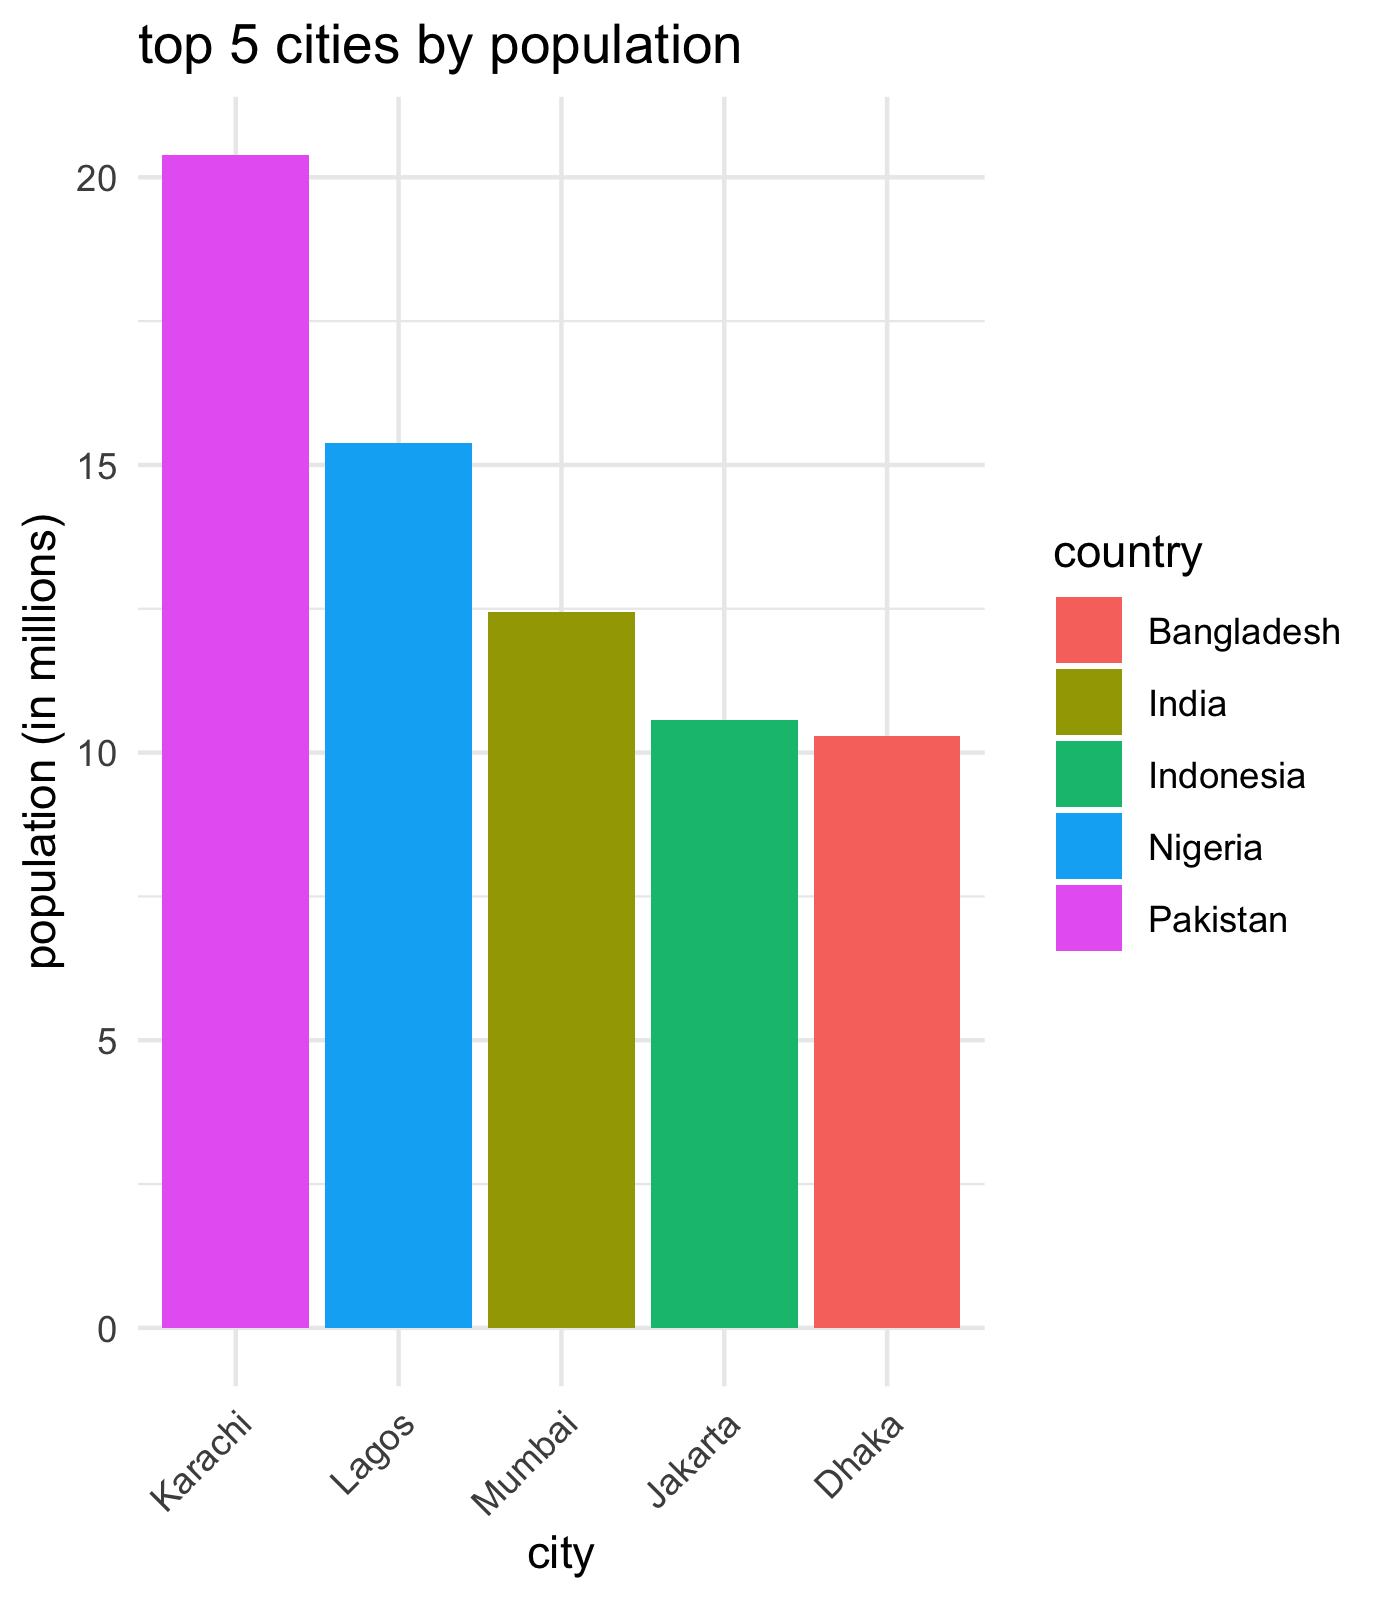 top 5 cities by population
population (in millions)
20
15
10
5
0
Karachi
Lagos
Mumbai
Jakarta
Dhaka
city
country
Bangladesh
India
Indonesia
Nigeria
Pakistan